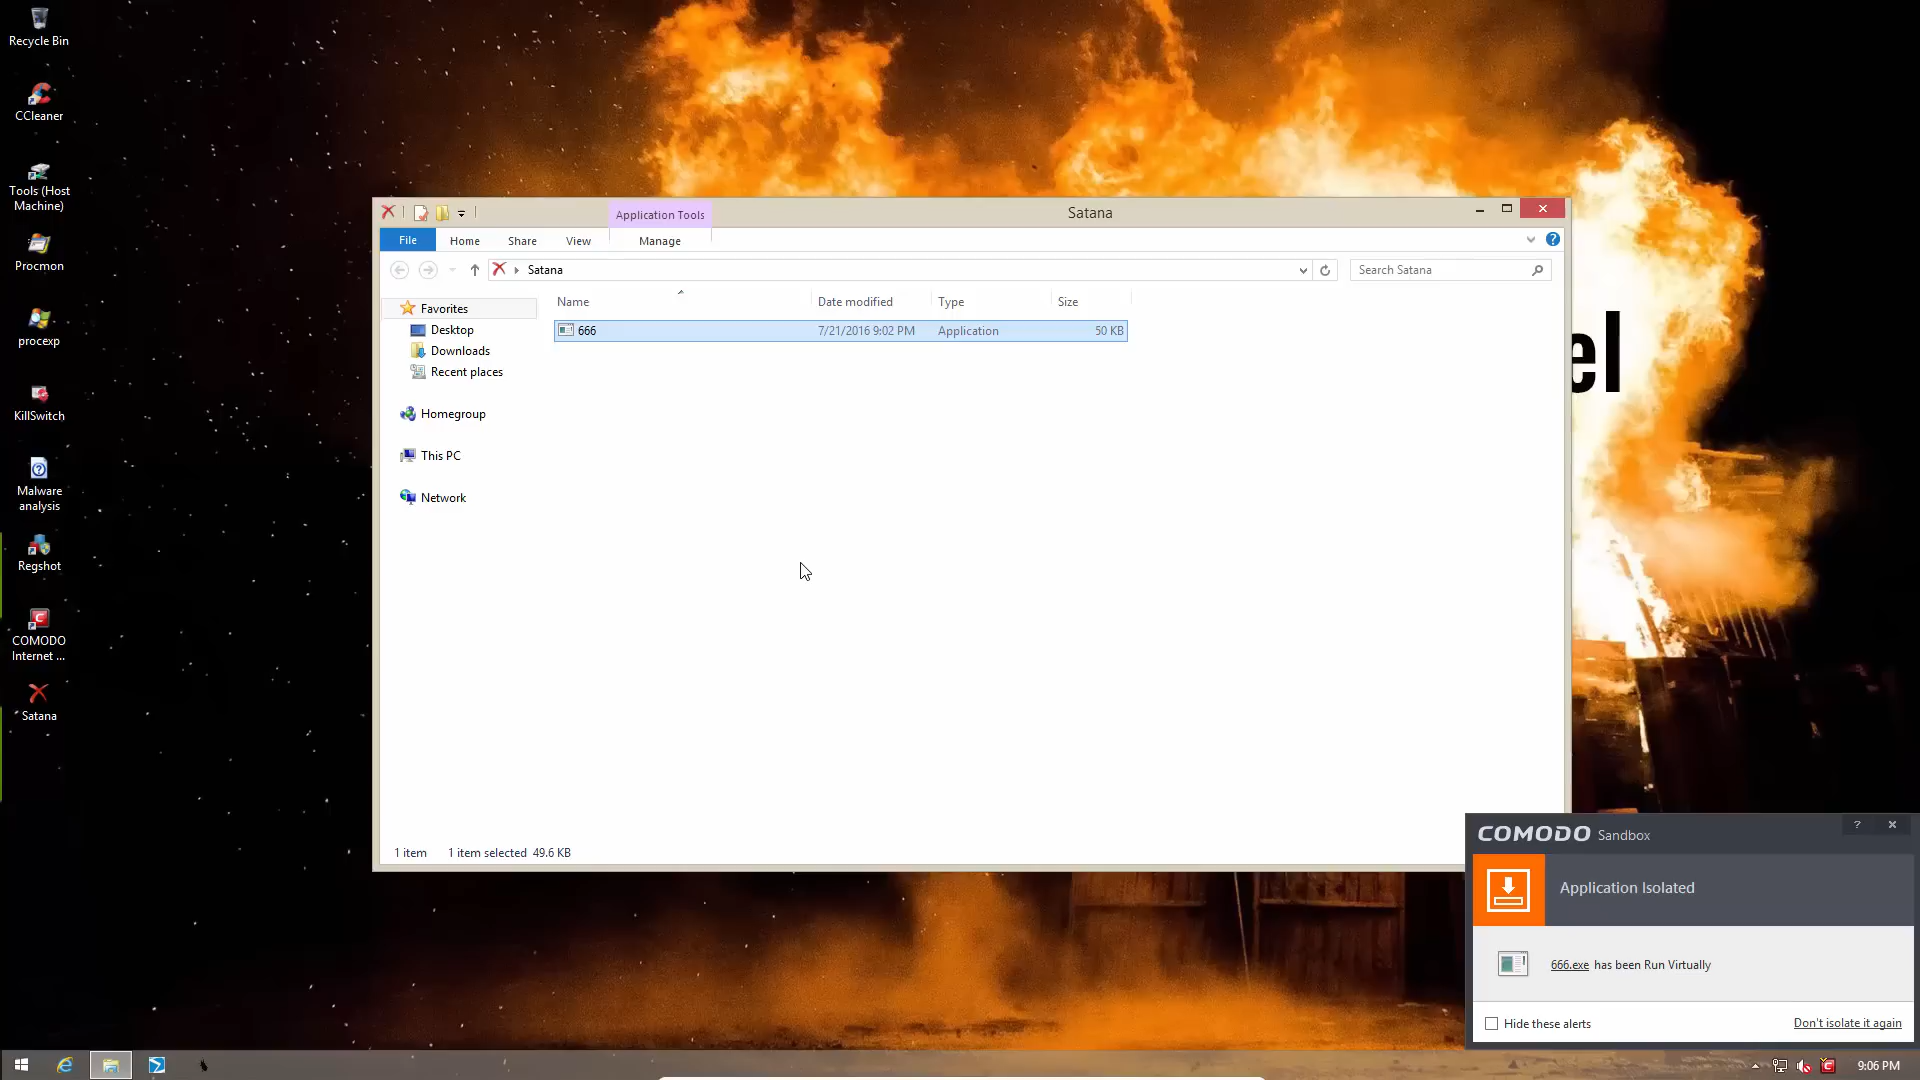 Recycle Bin
CCleaner
Tools (Host
Machine)
Procmon
procexp
KillSwitch
Malware
analysis
Regshot
COMODO
Internet ...
Satana
Application Tools
Satana
File
Home
Share
View
Manage
Satana
Search Satana
Name
Date modified
Type
Size
666
7/21/2016 9:02 PM
Application
50 KB
Favorites
Desktop
Downloads
Recent places
Homegroup
This PC
Network
el
1 item
1 item selected 49.6 KB
COMODO Sandbox
?
Application Isolated
666.exe has been Run Virtually
Hide these alerts
Don't isolate it again
9:06 PM